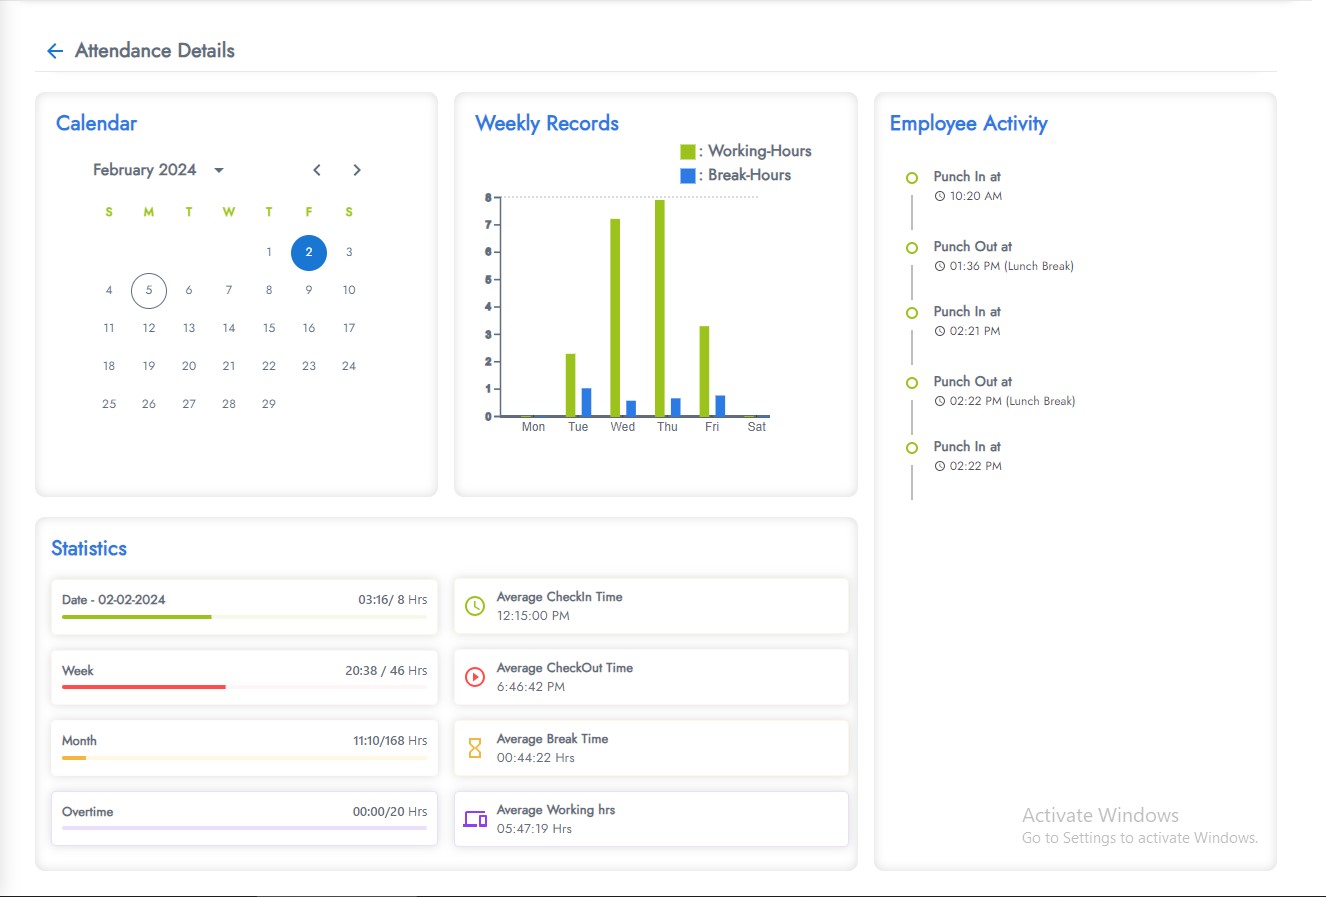 Attendance Details
Calendar
February 2024
S M T W T F S
1 2 3
4 5 6 7 8 9 10
11 12 13 14 15 16 17
18 19 20 21 22 23 24
25 26 27 28 29
Weekly Records
: Working-Hours
: Break-Hours
8
7
6
5
4
3
2
1
0
Mon Tue Wed Thu Fri Sat
Employee Activity
Punch In at
10:20 AM
Punch Out at
01:36 PM (Lunch Break)
Punch In at
02:21 PM
Punch Out at
02:22 PM (Lunch Break)
Punch In at
02:22 PM
Statistics
Date - 02-02-2024 03:16/ 8 Hrs
Week 20:38 / 46 Hrs
Month 11:10/168 Hrs
Overtime 00:00/20 Hrs
Average CheckIn Time
12:15:00 PM
Average CheckOut Time
6:46:42 PM
Average Break Time
00:44:22 Hrs
Average Working hrs
05:47:19 Hrs
Activate Windows
Go to Settings to activate Windows.